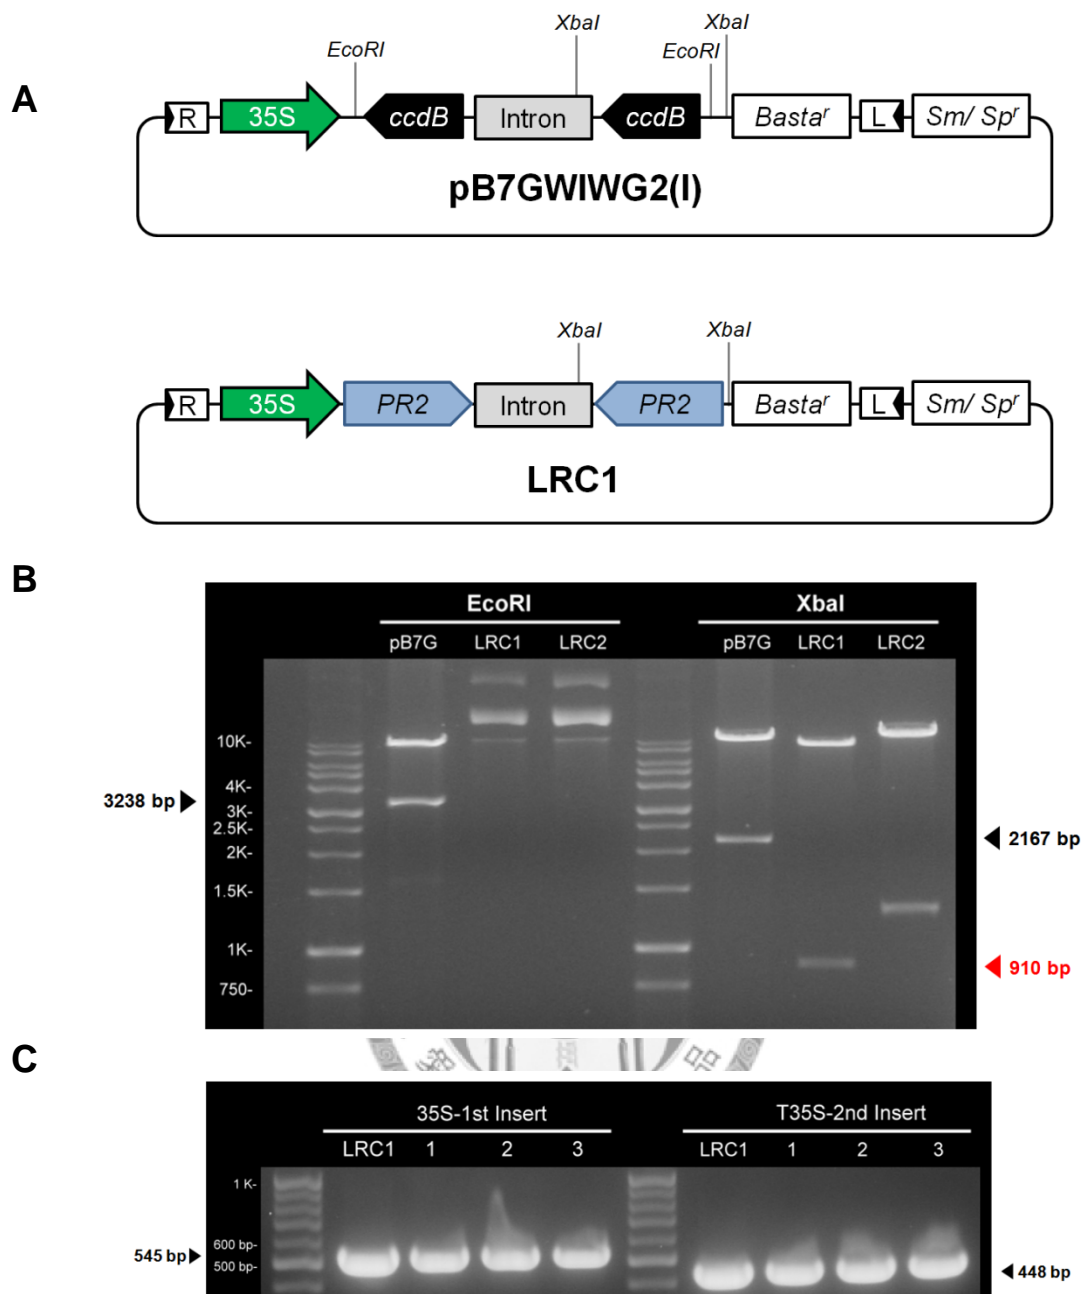 A
EcoRI
XbaI
EcoRI
XbaI
R
35S
ccdB
Intron
ccdB
Bastaʳ
L
Sm/ Spʳ
pB7GWIWG2(I)
XbaI
XbaI
R
35S
PR2
Intron
PR2
Bastaʳ
L
Sm/ Spʳ
LRC1
B
EcoRI
XbaI
pB7G
LRC1
LRC2
pB7G
LRC1
LRC2
10K-
4K-
3K-
2.5K-
2K-
1.5K-
1K-
750-
3238 bp
2167 bp
910 bp
C
35S-1st Insert
T35S-2nd Insert
LRC1
1
2
3
LRC1
1
2
3
1 K-
600 bp-
500 bp-
545 bp
448 bp